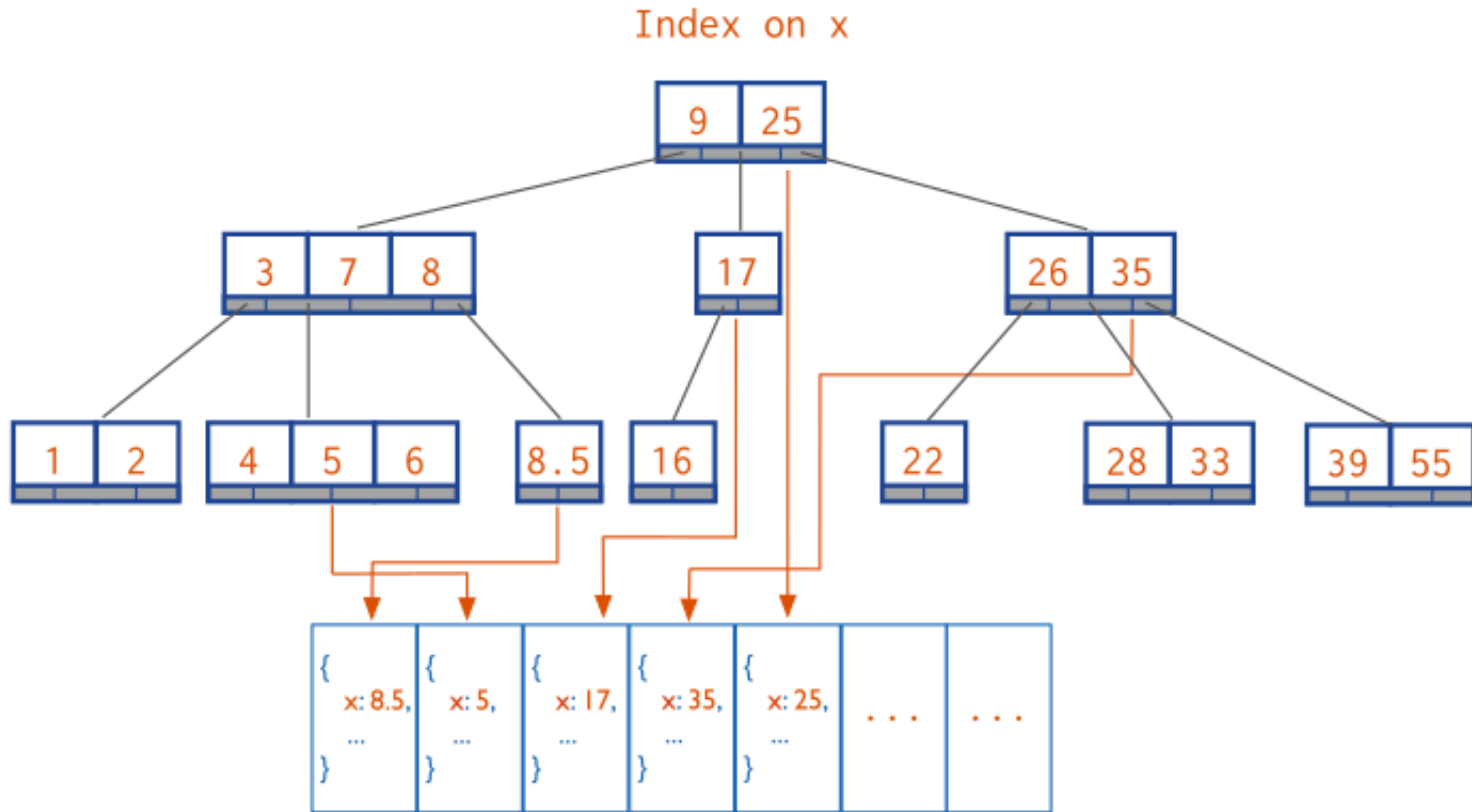 Index on x
9 25
3 7 8
17
26 35
1 2
4 5 6
8.5
16
22
28 33
39 55
{ { { { {
x: 8.5, x: 5, x: 17, x: 35, x: 25, ... ...
... ... ... ... ...
} } } } }